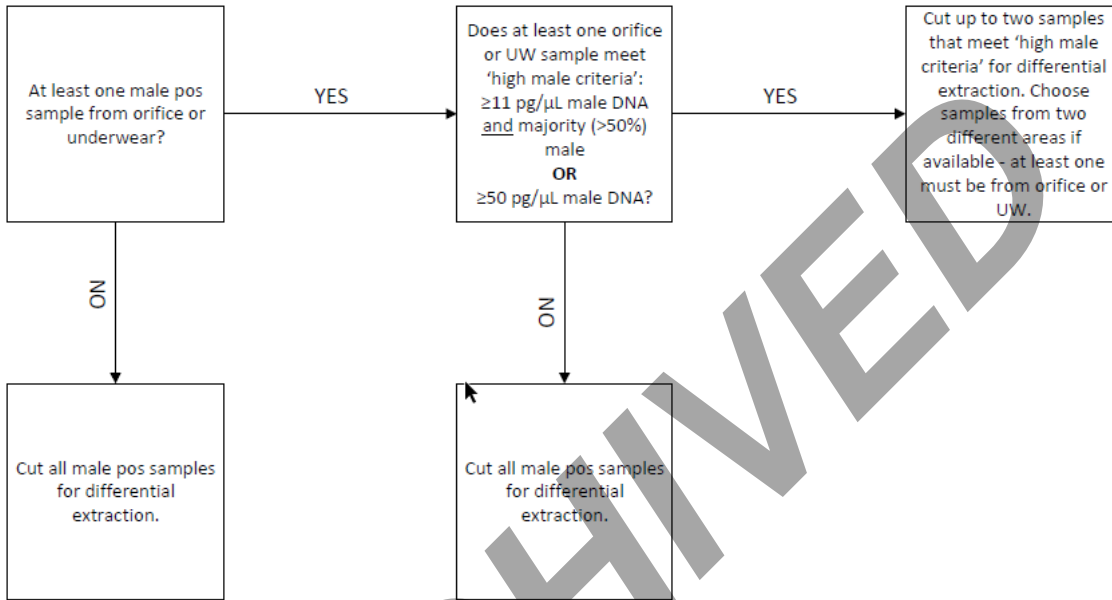 At least one male pos
sample from orifice or
underwear?
YES
Does at least one orifice
or UW sample meet
‘high male criteria’:
≥11 pg/µL male DNA
and majority (>50%)
male
OR
≥50 pg/µL male DNA?
YES
Cut up to two samples
that meet ‘high male
criteria’ for differential
extraction. Choose
samples from two
different areas if
available - at least one
must be from orifice or
UW.
NO
NO
Cut all male pos samples
for differential
extraction.
Cut all male pos samples
for differential
extraction.
HIVED